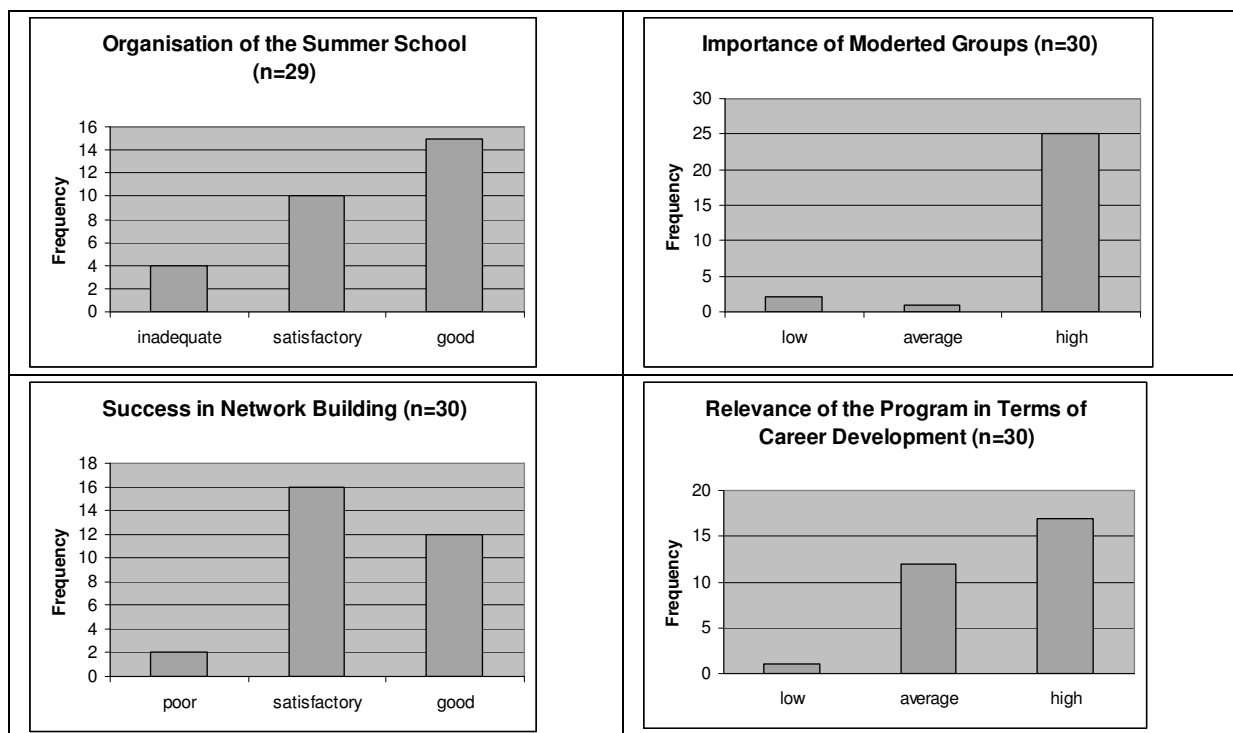 Organisation of the Summer School
(n=29)
Frequency
16
14
12
10
8
6
4
2
0
inadequate satisfactory good
Importance of Moderted Groups (n=30)
Frequency
30
25
20
15
10
5
0
low average high
Success in Network Building (n=30)
Frequency
18
16
14
12
10
8
6
4
2
0
poor satisfactory good
Relevance of the Program in Terms of
Career Development (n=30)
Frequency
20
15
10
5
0
low average high